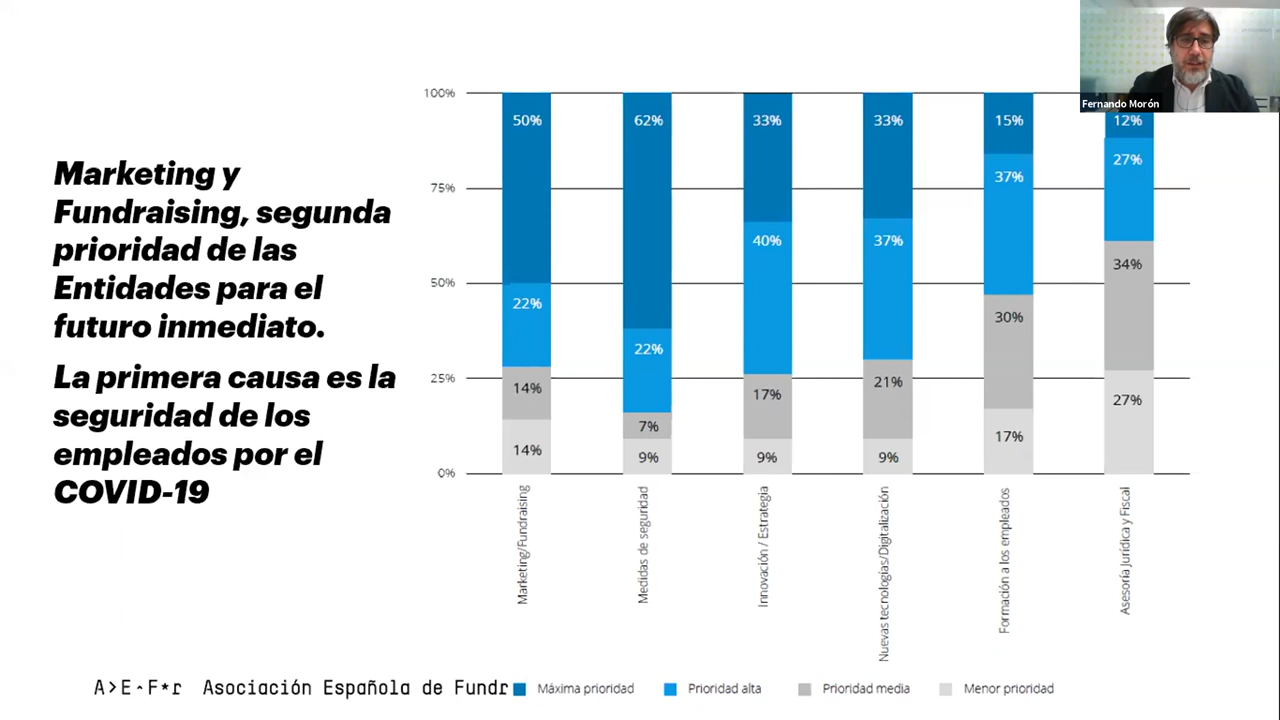 Fernando Morón
Marketing y
Fundraising, segunda
prioridad de las
Entidades para el
futuro inmediato.
La primera causa es la
seguridad de los
empleados por el
COVID-19
100%
75%
50%
25%
0%
50%
22%
14%
14%
62%
22%
7%
9%
33%
40%
17%
9%
33%
37%
21%
9%
15%
37%
30%
17%
12%
27%
34%
27%
Marketing/Fundraising
Medidas de seguridad
Innovación / Estrategia
Nuevas tecnologías/Digitalización
Formación a los empleados
Asesoría Jurídica y Fiscal
A>E^F*r Asociación Española de Fundr
Máxima prioridad
Prioridad alta
Prioridad media
Menor prioridad